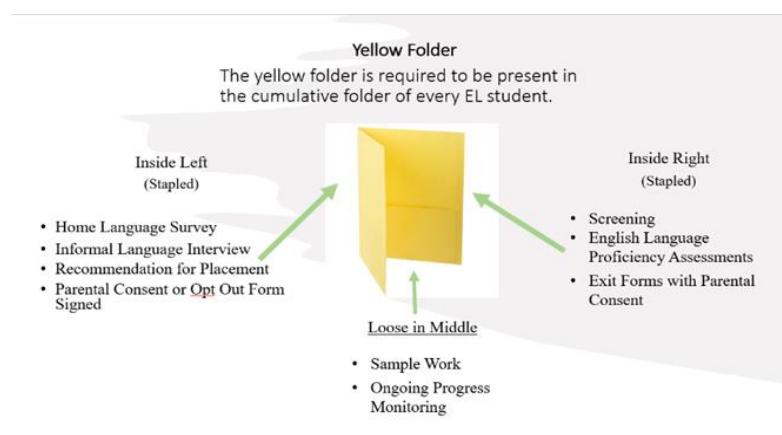 Yellow Folder
The yellow folder is required to be present in
the cumulative folder of every EL student.
Inside Left
(Stapled)
• Home Language Survey
• Informal Language Interview
• Recommendation for Placement
• Parental Consent or Opt Out Form
Signed
Loose in Middle
• Sample Work
• Ongoing Progress
Monitoring
Inside Right
(Stapled)
• Screening
• English Language
Proficiency Assessments
• Exit Forms with Parental
Consent